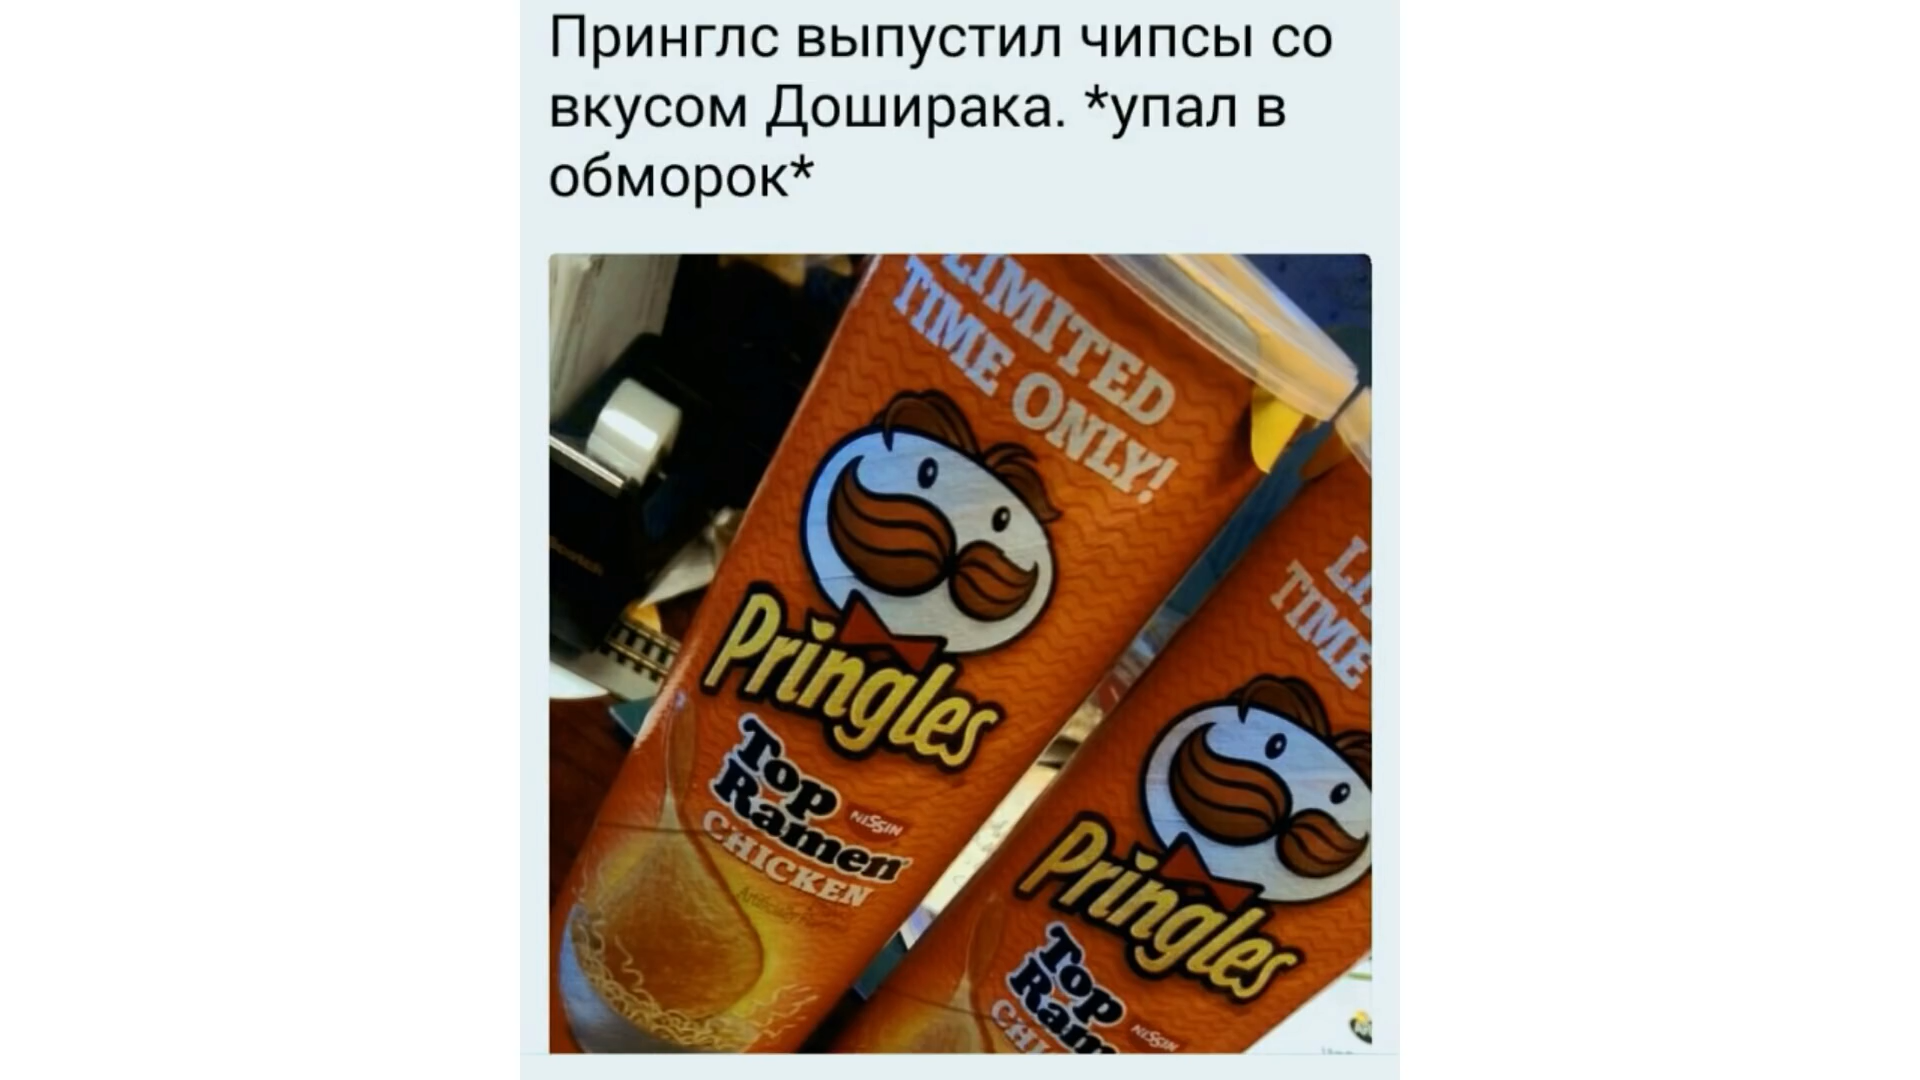 Принглс выпустил чипсы со
вкусом Доширака. *упал в
обморок*
LIMITED
TIME ONLY!
Pringles
Top
Ramen
NISSIN
CHICKEN
TIME
Pringles
Top
NISSIN